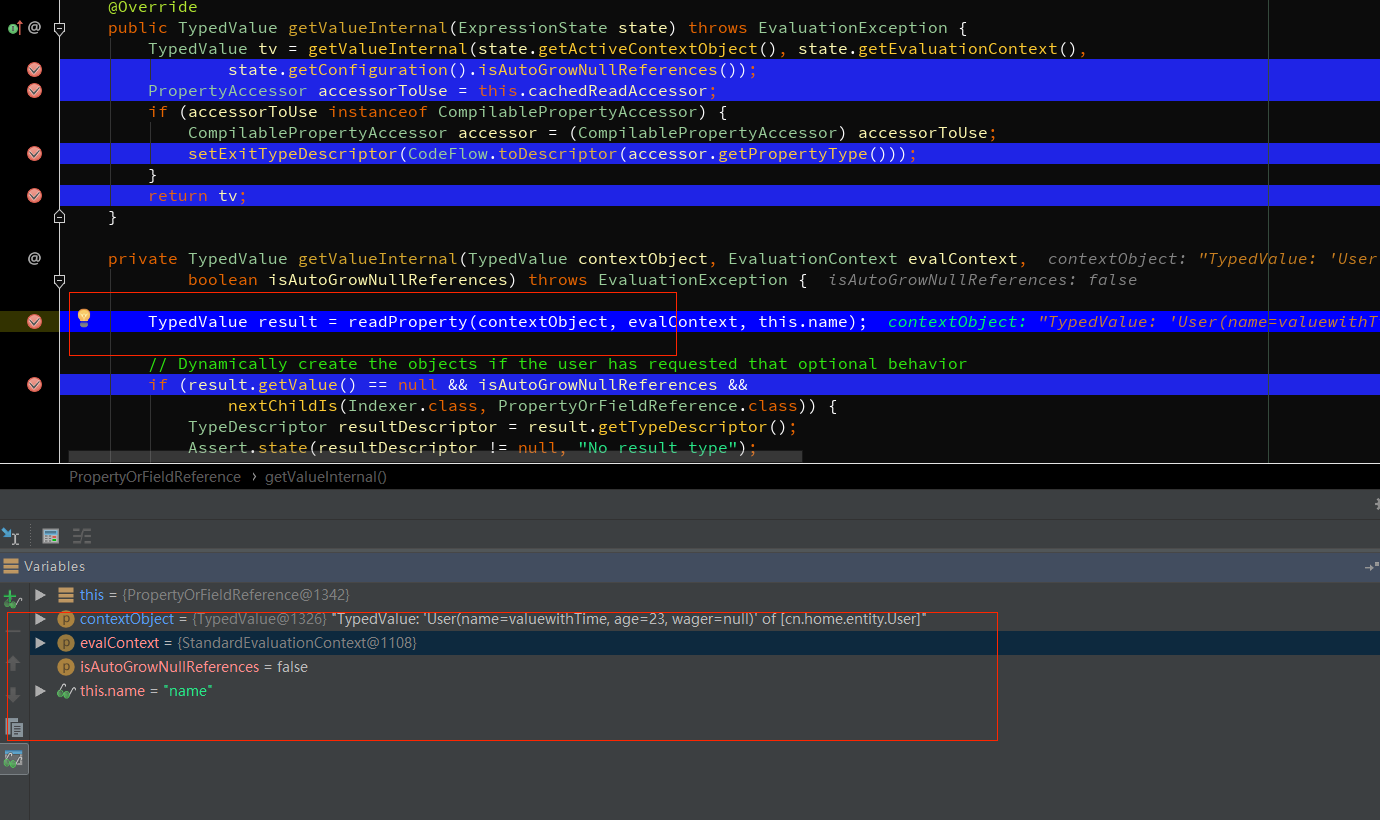 @Override
public TypedValue getValueInternal(ExpressionState state) throws EvaluationException {
TypedValue tv = getValueInternal(state.getActiveContextObject(), state.getEvaluationContext(),
state.getConfiguration().isAutoGrowNullReferences());
PropertyAccessor accessorToUse = this.cachedReadAccessor;
if (accessorToUse instanceof CompilablePropertyAccessor) {
CompilablePropertyAccessor accessor = (CompilablePropertyAccessor) accessorToUse;
setExitTypeDescriptor(CodeFlow.toDescriptor(accessor.getPropertyType()));
}
return tv;
}
private TypedValue getValueInternal(TypedValue contextObject, EvaluationContext evalContext, contextObject: "TypedValue: 'User
boolean isAutoGrowNullReferences) throws EvaluationException { isAutoGrowNullReferences: false
TypedValue result = readProperty(contextObject, evalContext, this.name); contextObject: "TypedValue: 'User(name=valuewithT
// Dynamically create the objects if the user has requested that optional behavior
if (result.getValue() == null && isAutoGrowNullReferences &&
nextChildIs(Indexer.class, PropertyOrFieldReference.class)) {
TypeDescriptor resultDescriptor = result.getTypeDescriptor();
Assert.state(resultDescriptor != null, "No result type");
PropertyOrFieldReference › getValueInternal()
Variables
this = {PropertyOrFieldReference@1342}
contextObject = {TypedValue@1326} "TypedValue: 'User(name=valuewithTime, age=23, wager=null)' of [cn.home.entity.User]"
evalContext = {StandardEvaluationContext@1108}
isAutoGrowNullReferences = false
this.name = "name"